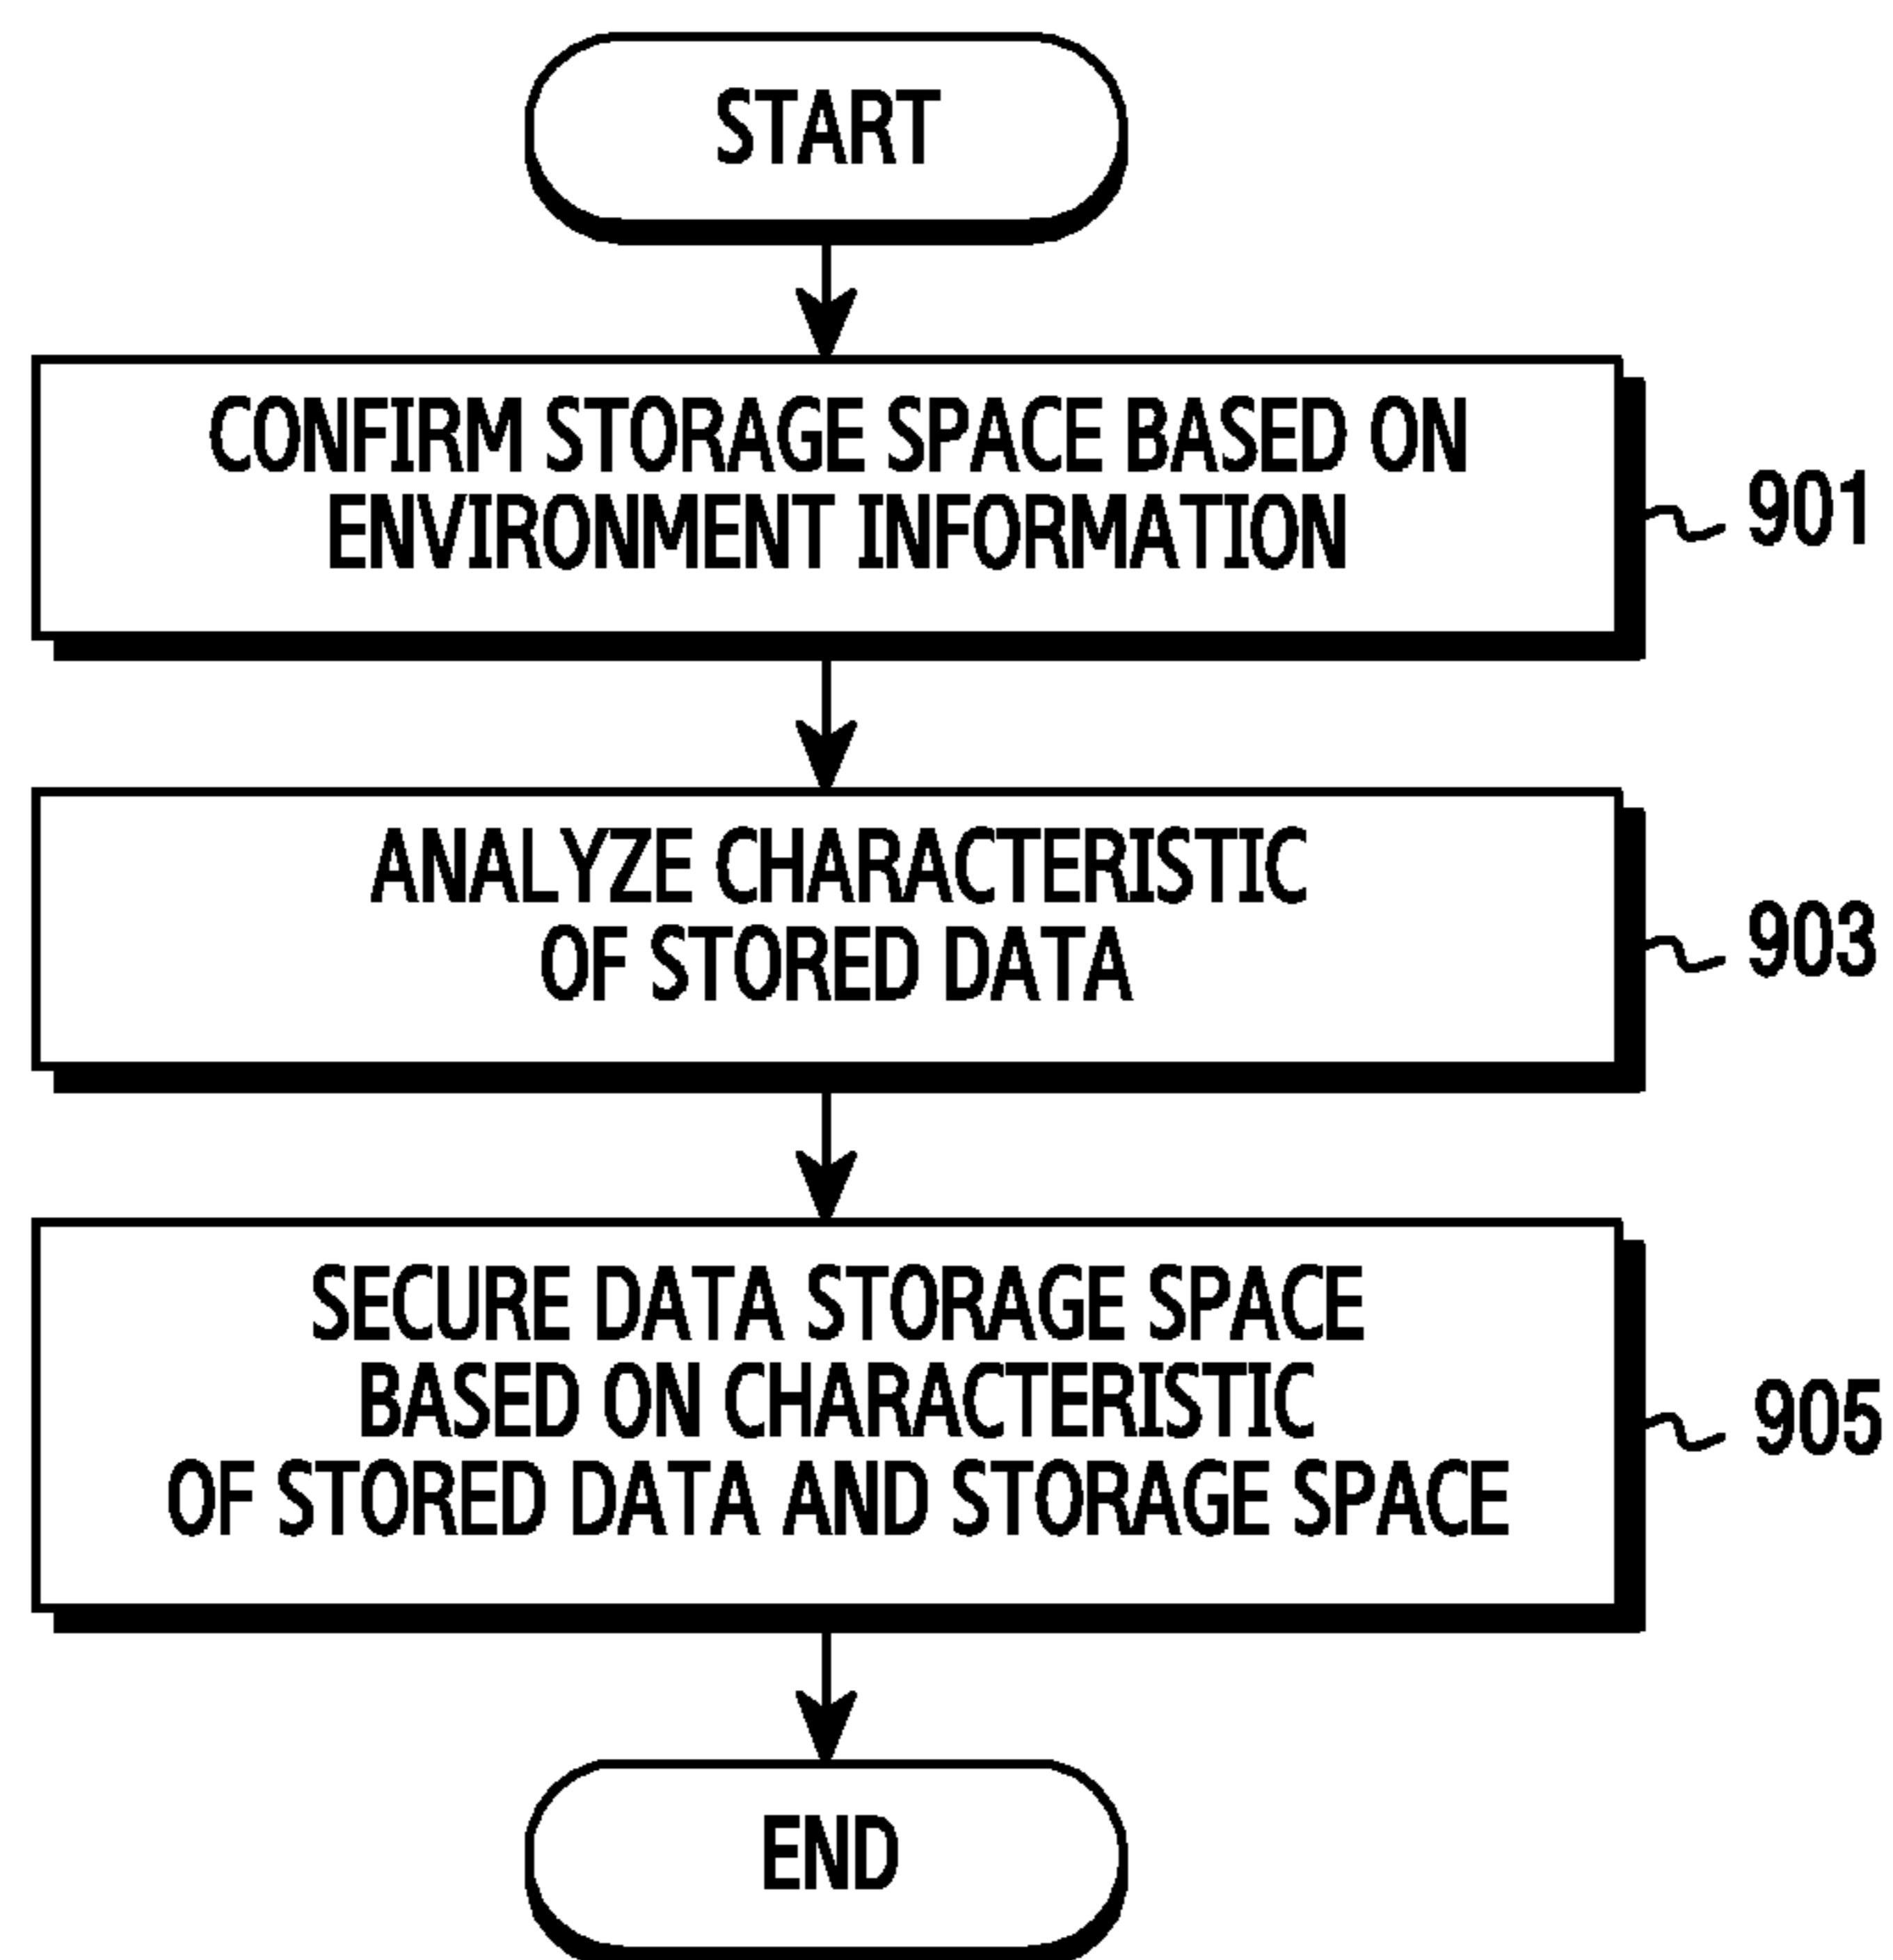 START
CONFIRM STORAGE SPACE BASED ON
ENVIRONMENT INFORMATION
901
ANALYZE CHARACTERISTIC
OF STORED DATA
903
SECURE DATA STORAGE SPACE
BASED ON CHARACTERISTIC
OF STORED DATA AND STORAGE SPACE
905
END